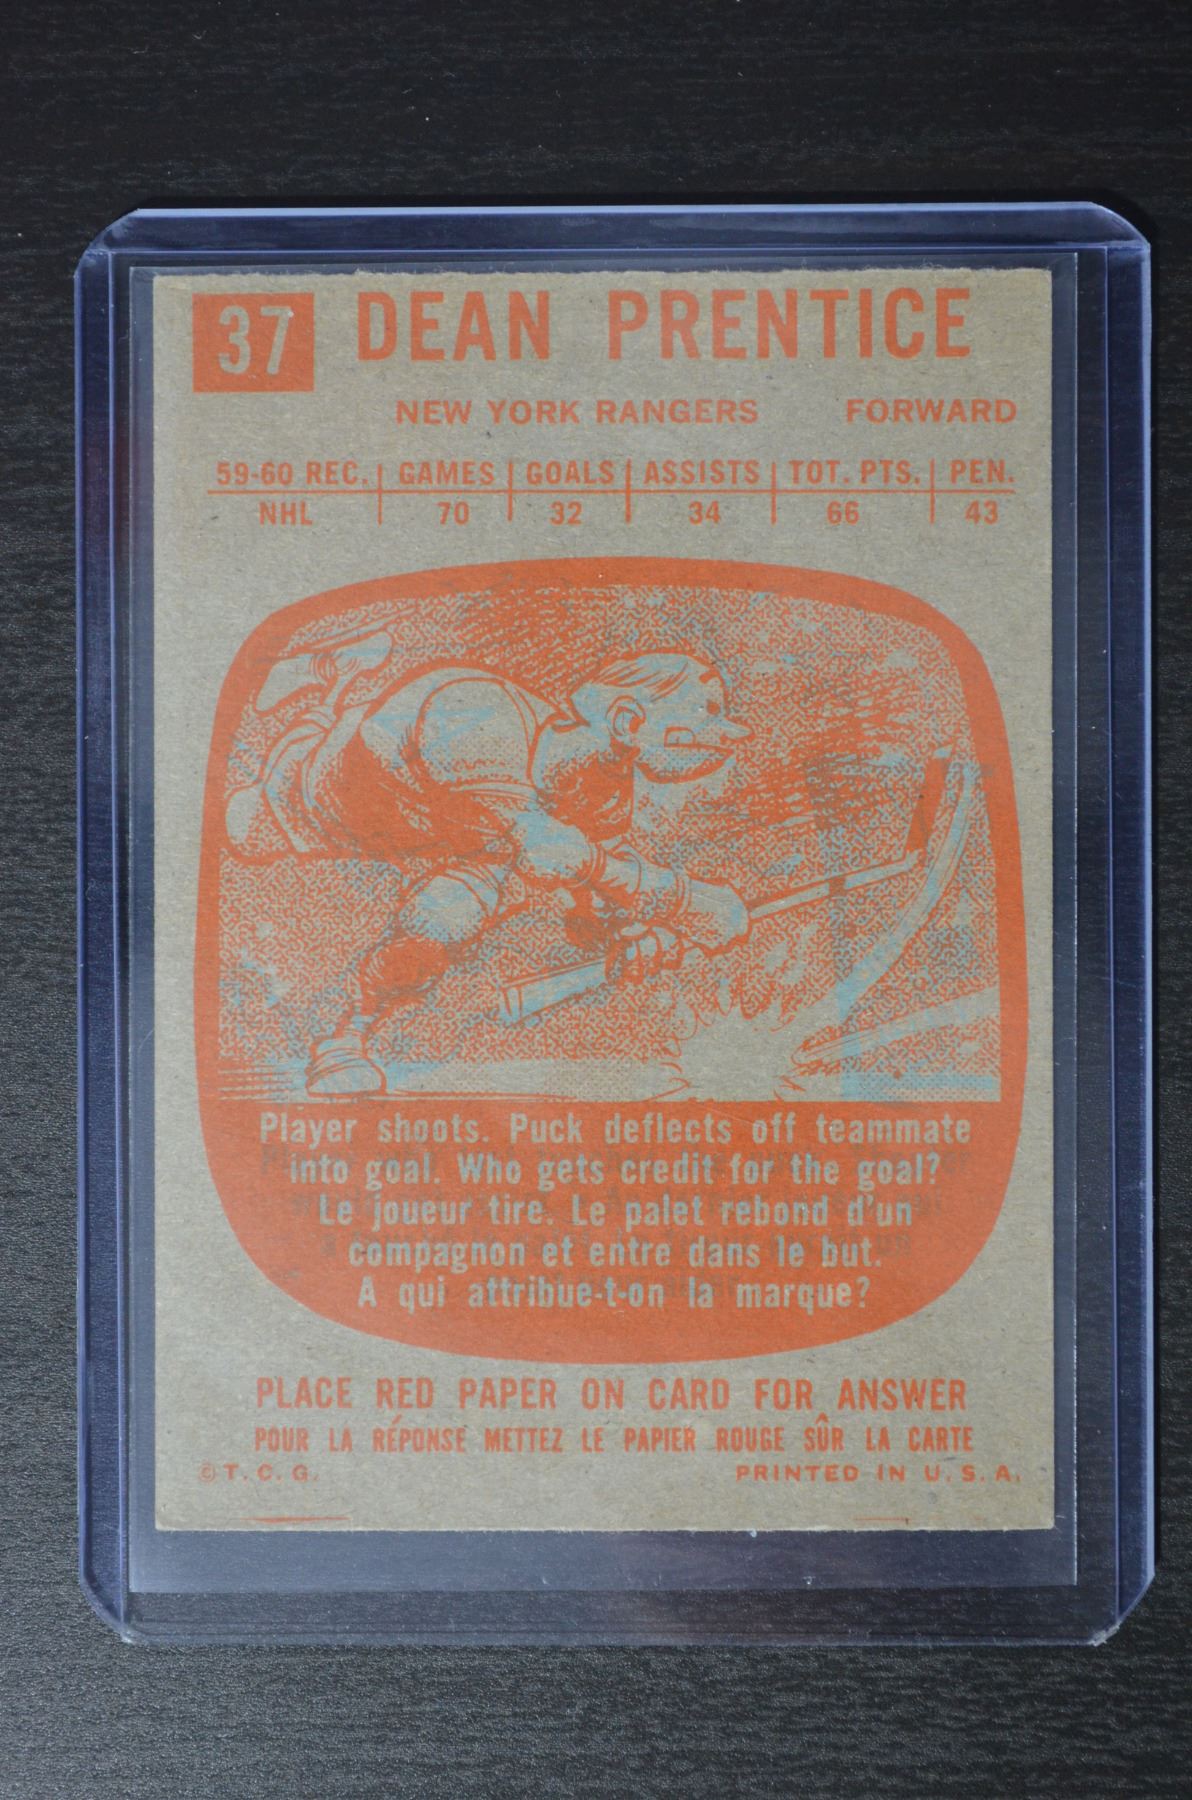 37 DEAN PRENTICE
NEW YORK RANGERS FORWARD
59-60 REC. GAMES GOALS ASSISTS TOT. PTS. PEN.
NHL 70 32 34 66 43
Player shoots. Puck deflects off teammate
into goal. Who gets credit for the goal?
Le joueur tire. Le palet rebond d'un
compagnon et entre dans le but.
A qui attribue-t-on la marque?
PLACE RED PAPER ON CARD FOR ANSWER
POUR LA RÉPONSE METTEZ LE PAPIER ROUGE SÛR LA CARTE
© T. C. G. PRINTED IN U. S. A.